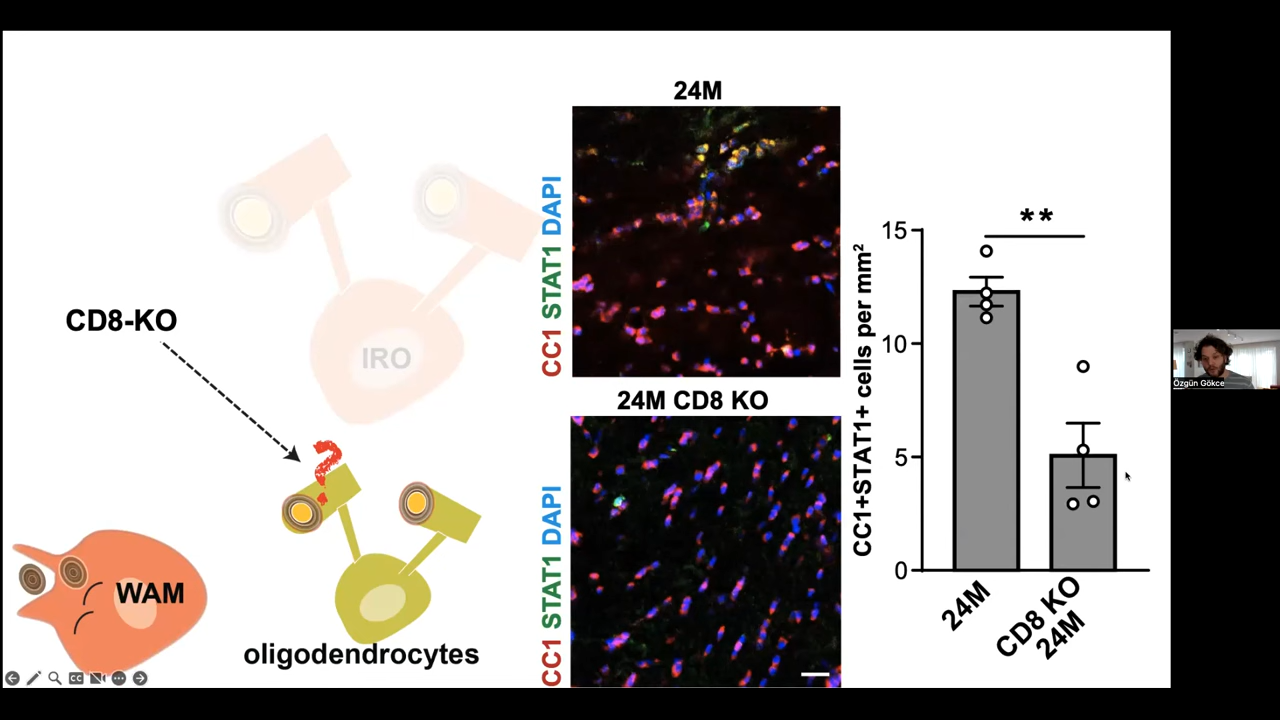 24M
CC1 STAT1 DAPI
IRO
CD8-KO
?
WAM
oligodendrocytes
24M CD8 KO
CC1 STAT1 DAPI
**
CC1+STAT1+ cells per mm²
15
10
5
0
24M
CD8 KO
24M
CC
Özgün Gökce